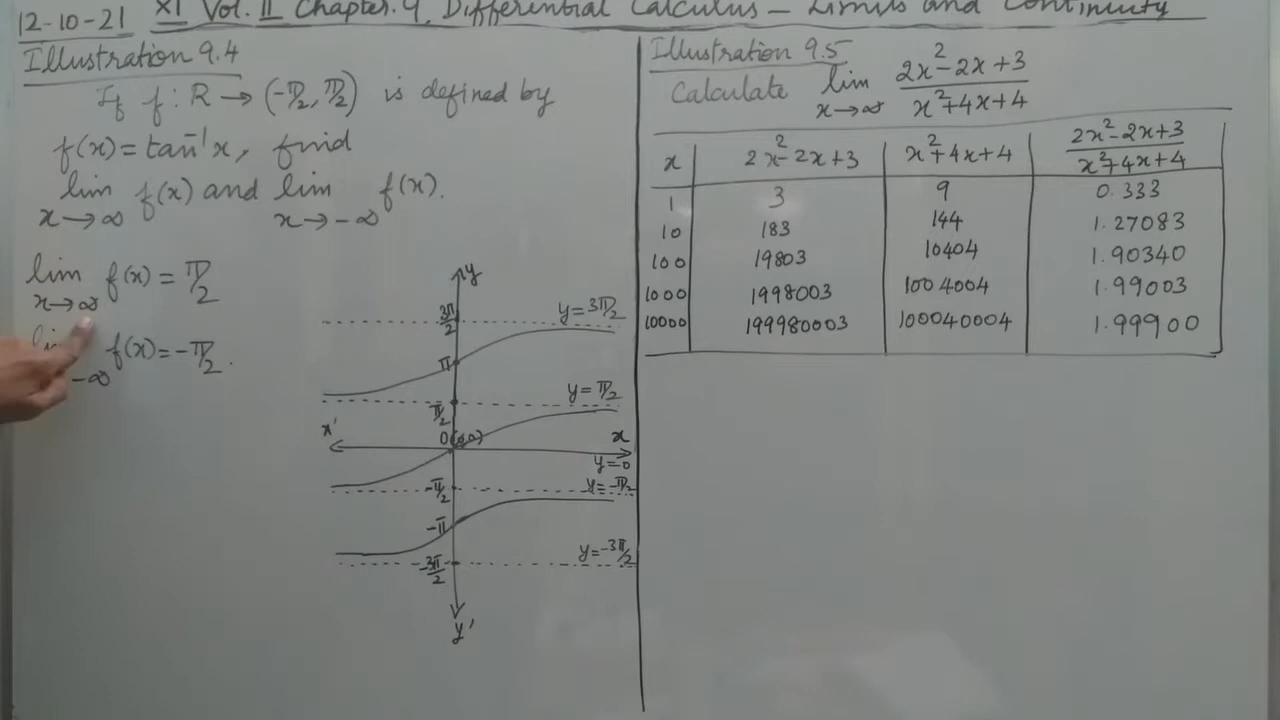 12-10-21 XI Vol. II Chapter.9, Differential Calculus – Limits and Continuity
Illustration 9.4
If f : R → (-π/2, π/2) is defined by
f(x) = tan⁻¹x, find
lim x→∞ f(x) and lim x→-∞ f(x).
lim x→∞ f(x) = π/2
f(x) = -π/2.
-∞
y
3π/2
y = 3π/2
π
y = π/2
π/2
x'
0(0,0)
x
y=0
-π/2
y = -π/2
-π
y = -3π/2
-3π/2
y'
Illustration 9.5
Calculate lim x→∞ 2x²-2x+3/x²+4x+4
x 2x²-2x+3 x²+4x+4 2x²-2x+3/x²+4x+4
1 3 9 0.333
10 183 144 1.27083
100 19803 10404 1.90340
1000 1998003 1004004 1.99003
10000 199980003 100040004 1.99900